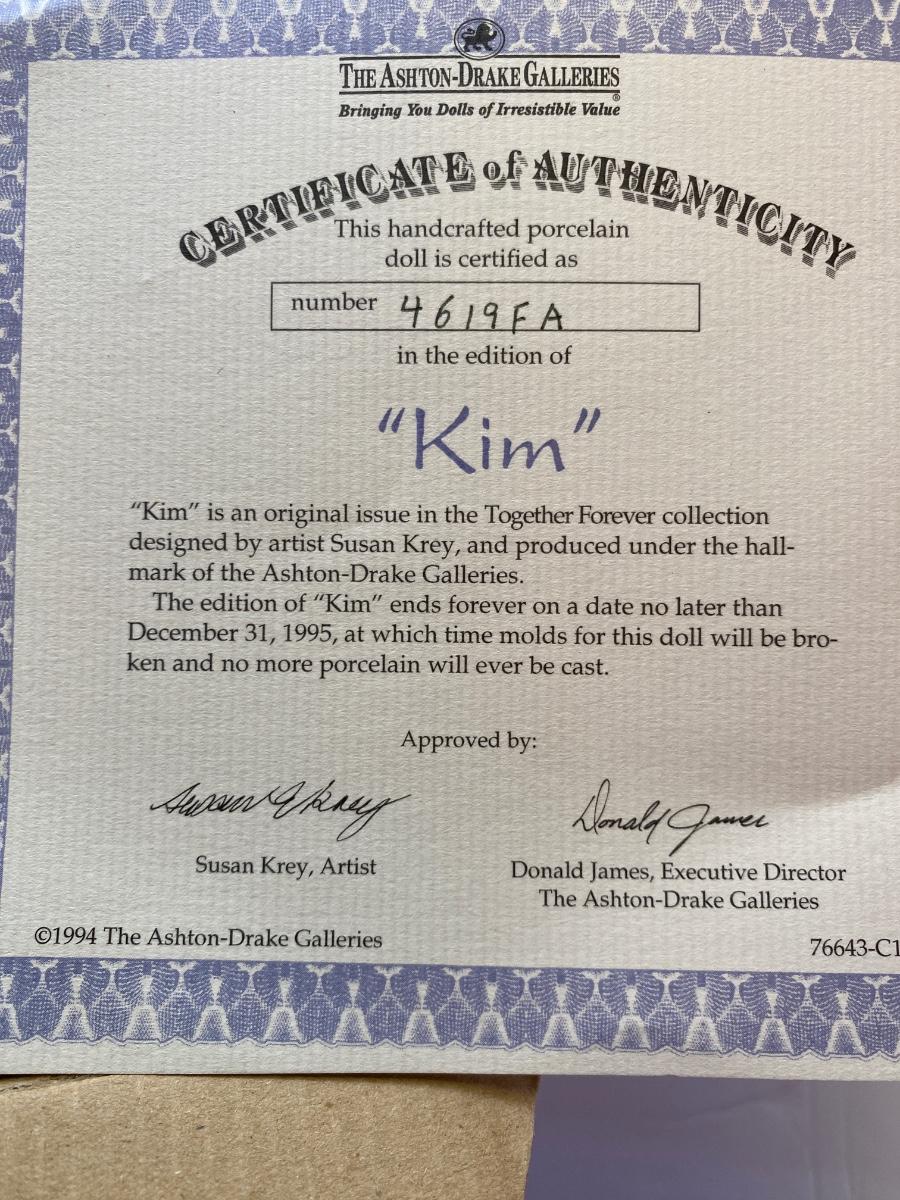 THE ASHTON-DRAKE GALLERIES
®
Bringing You Dolls of Irresistible Value
CERTIFICATE of AUTHENTICITY
This handcrafted porcelain
doll is certified as
number 4619FA
in the edition of
“Kim”
“Kim” is an original issue in the Together Forever collection
designed by artist Susan Krey, and produced under the hall-
mark of the Ashton-Drake Galleries.
The edition of “Kim” ends forever on a date no later than
December 31, 1995, at which time molds for this doll will be bro-
ken and no more porcelain will ever be cast.
Approved by:
Susan Krey Donald James
Susan Krey, Artist
Donald James, Executive Director
The Ashton-Drake Galleries
©1994 The Ashton-Drake Galleries
76643-C1